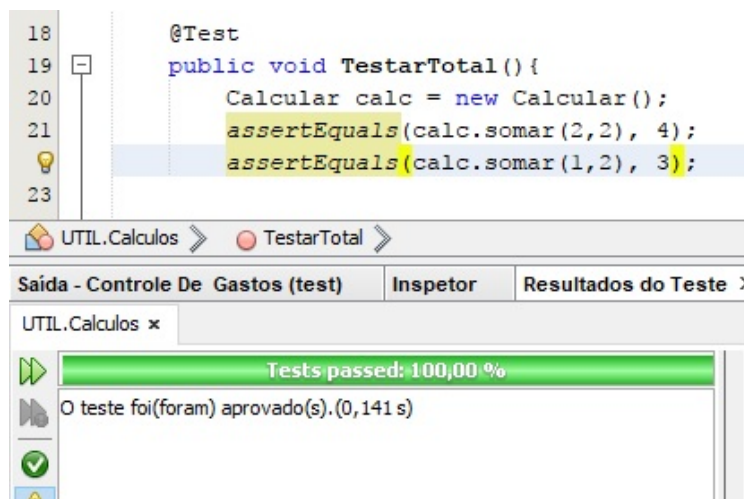 18 @Test
19 public void TestarTotal(){
20 Calcular calc = new Calcular();
21 assertEquals(calc.somar(2,2), 4);
assertEquals(calc.somar(1,2), 3);
23
UTIL.Calculos TestarTotal
Saída - Controle De Gastos (test) Inspetor Resultados do Teste
UTIL.Calculos
Tests passed: 100,00 %
O teste foi(foram) aprovado(s).(0,141 s)